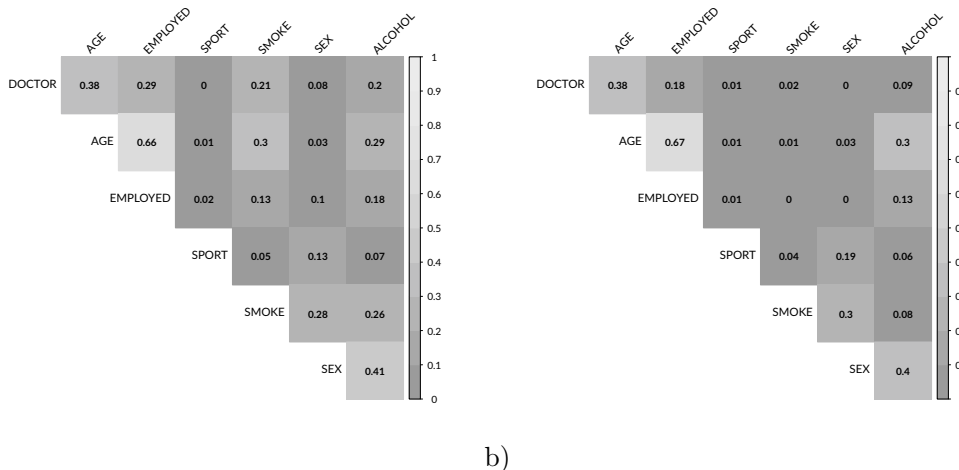 AGE EMPLOYED SPORT SMOKE SEX ALCOHOL
DOCTOR 0.38 0.29 0 0.21 0.08 0.2
AGE 0.66 0.01 0.3 0.03 0.29
EMPLOYED 0.02 0.13 0.1 0.18
SPORT 0.05 0.13 0.07
SMOKE 0.28 0.26
SEX 0.41
1
0.9
0.8
0.7
0.6
0.5
0.4
0.3
0.2
0.1
0
AGE EMPLOYED SPORT SMOKE SEX ALCOHOL
DOCTOR 0.38 0.18 0.01 0.02 0 0.09
AGE 0.67 0.01 0.01 0.03 0.3
EMPLOYED 0.01 0 0 0.13
SPORT 0.04 0.19 0.06
SMOKE 0.3 0.08
SEX 0.4
b)